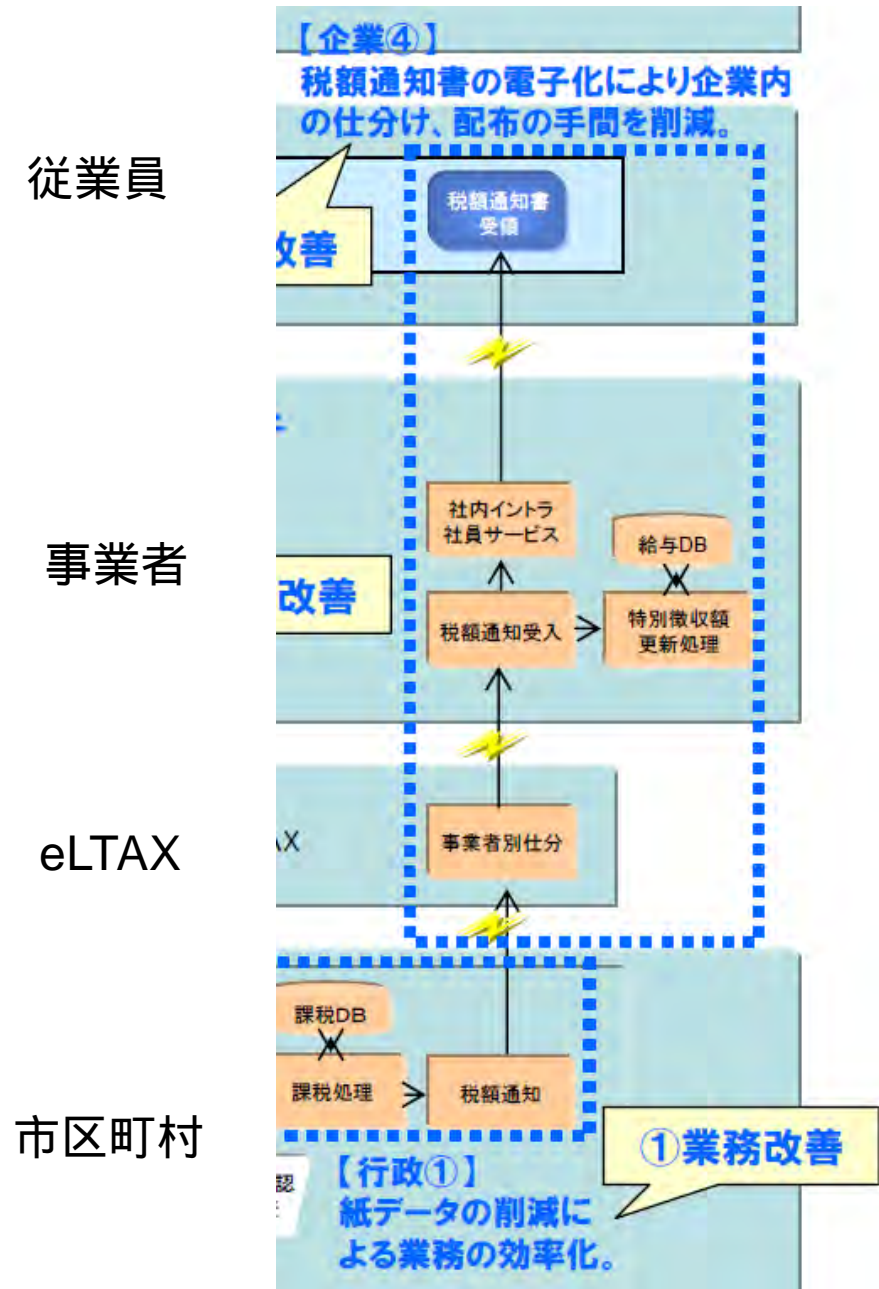 【企業④】
税額通知書の電子化により企業内
の仕分け、配布の手間を削減。
従業員
税額通知書
受領
改善
社内イントラ
社員サービス
給与DB
事業者
改善
税額通知受入
特別徴収額
更新処理
eLTAX
AX
事業者別仕分
課税DB
課税処理
税額通知
市区町村
①業務改善
認
【行政①】
紙データの削減に
よる業務の効率化。